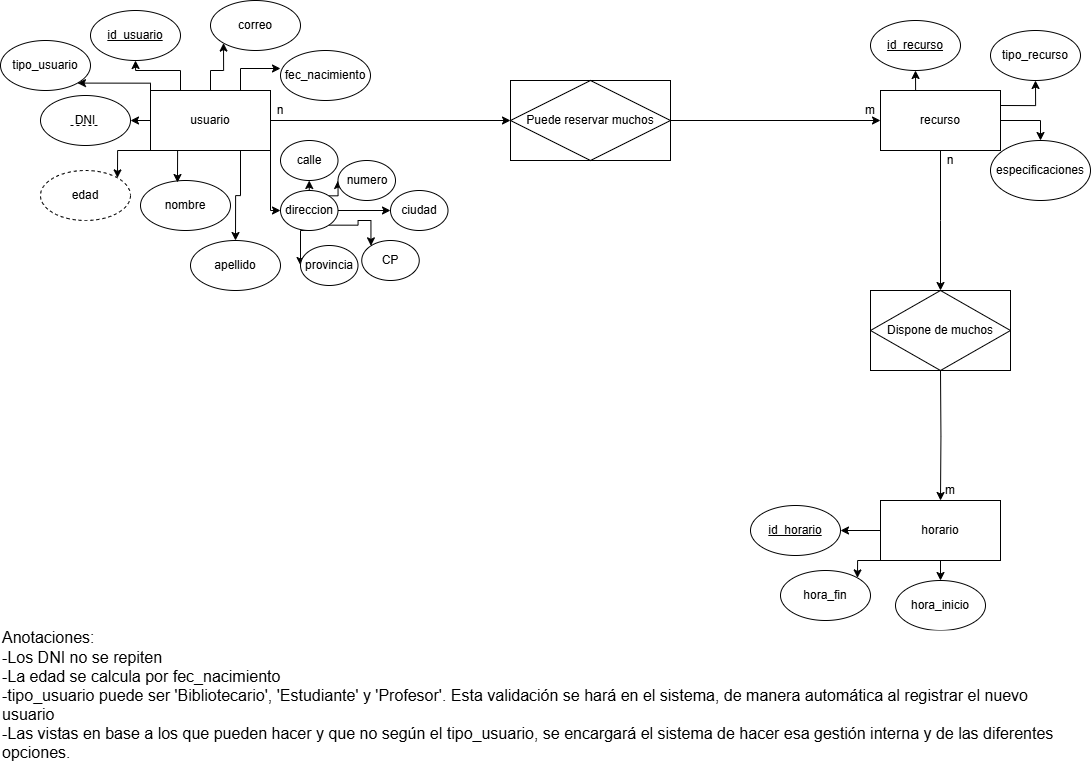 correo
id_usuario
id_recurso
tipo_recurso
tipo_usuario
fec_nacimiento
n
m
DNI
usuario
Puede reservar muchos
recurso
calle
n
especificaciones
numero
edad
nombre
direccion
ciudad
apellido
provincia
CP
Dispone de muchos
m
id_horario
horario
hora_fin
hora_inicio
Anotaciones:
-Los DNI no se repiten
-La edad se calcula por fec_nacimiento
-tipo_usuario puede ser 'Bibliotecario', 'Estudiante' y 'Profesor'. Esta validación se hará en el sistema, de manera automática al registrar el nuevo
usuario
-Las vistas en base a los que pueden hacer y que no según el tipo_usuario, se encargará el sistema de hacer esa gestión interna y de las diferentes
opciones.